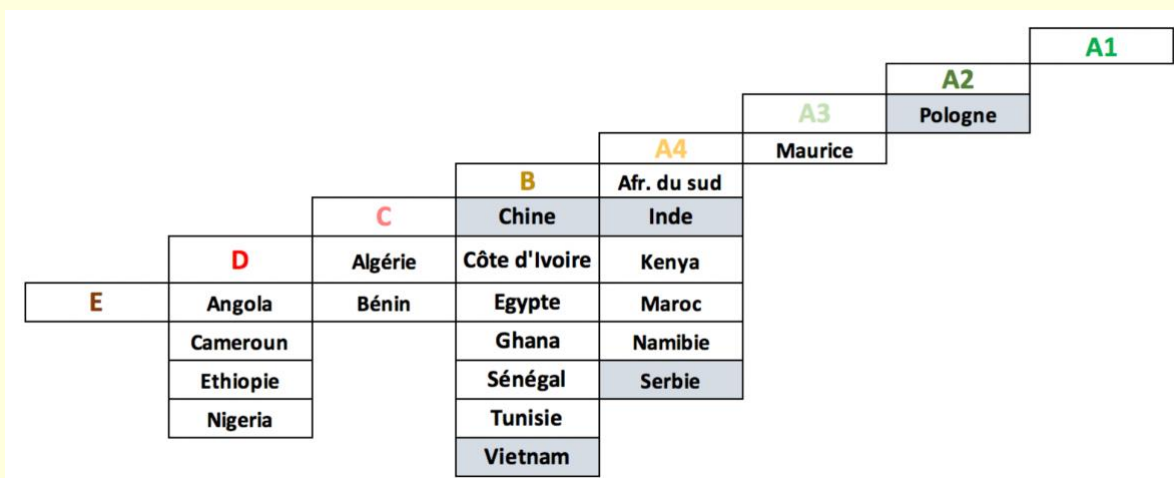 A1
A2
A3 Pologne
A4 Maurice
B Afr. du sud
C Chine Inde
D Algérie Côte d'Ivoire Kenya
E Angola Bénin Egypte Maroc
Cameroun Ghana Namibie
Ethiopie Sénégal Serbie
Nigeria Tunisie
Vietnam